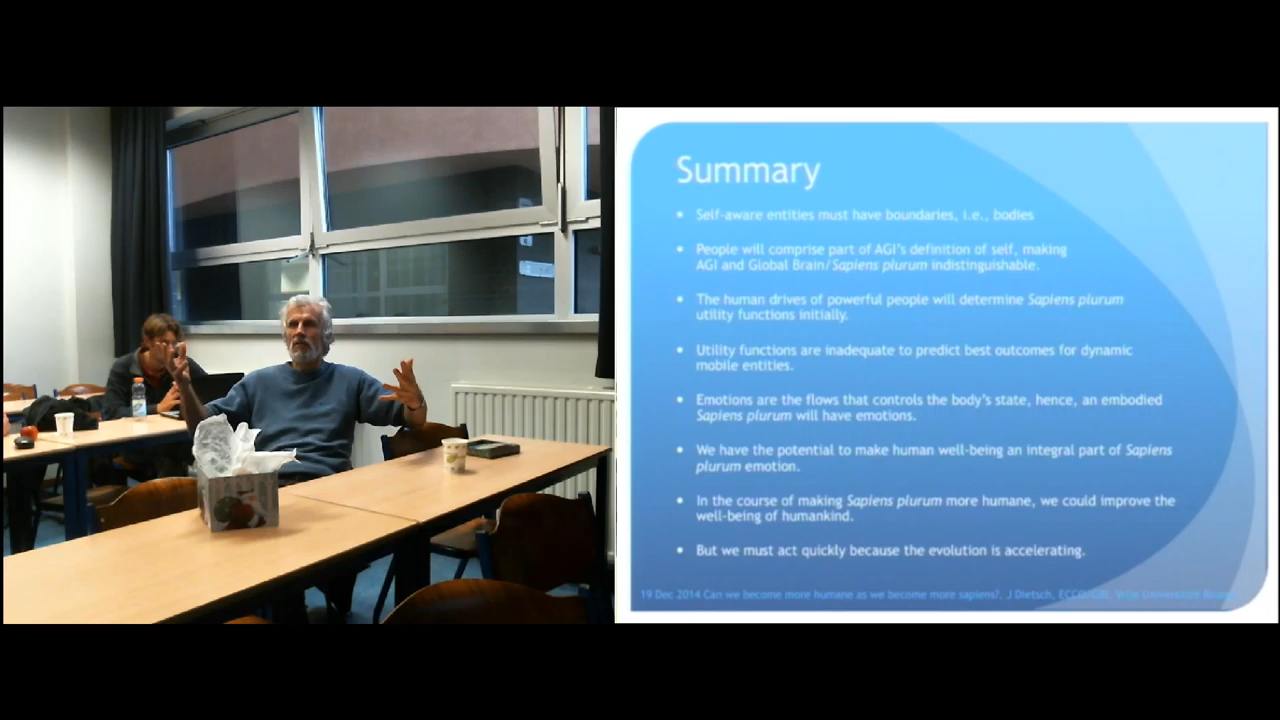 Summary
• Self-aware entities must have boundaries, i.e., bodies
• People will comprise part of AGI's definition of self, making
AGI and Global Brain/Sapiens plurum indistinguishable.
• The human drives of powerful people will determine Sapiens plurum
utility functions initially.
• Utility functions are inadequate to predict best outcomes for dynamic
mobile entities.
• Emotions are the flows that controls the body's state, hence, an embodied
Sapiens plurum will have emotions.
• We have the potential to make human well-being an integral part of Sapiens
plurum emotion.
• In the course of making Sapiens plurum more humane, we could improve the
well-being of humankind.
• But we must act quickly because the evolution is accelerating.
19 Dec 2014 Can we become more humane as we become more sapiens?, J Dietsch, ECCO/GBI, Vrije Universiteit